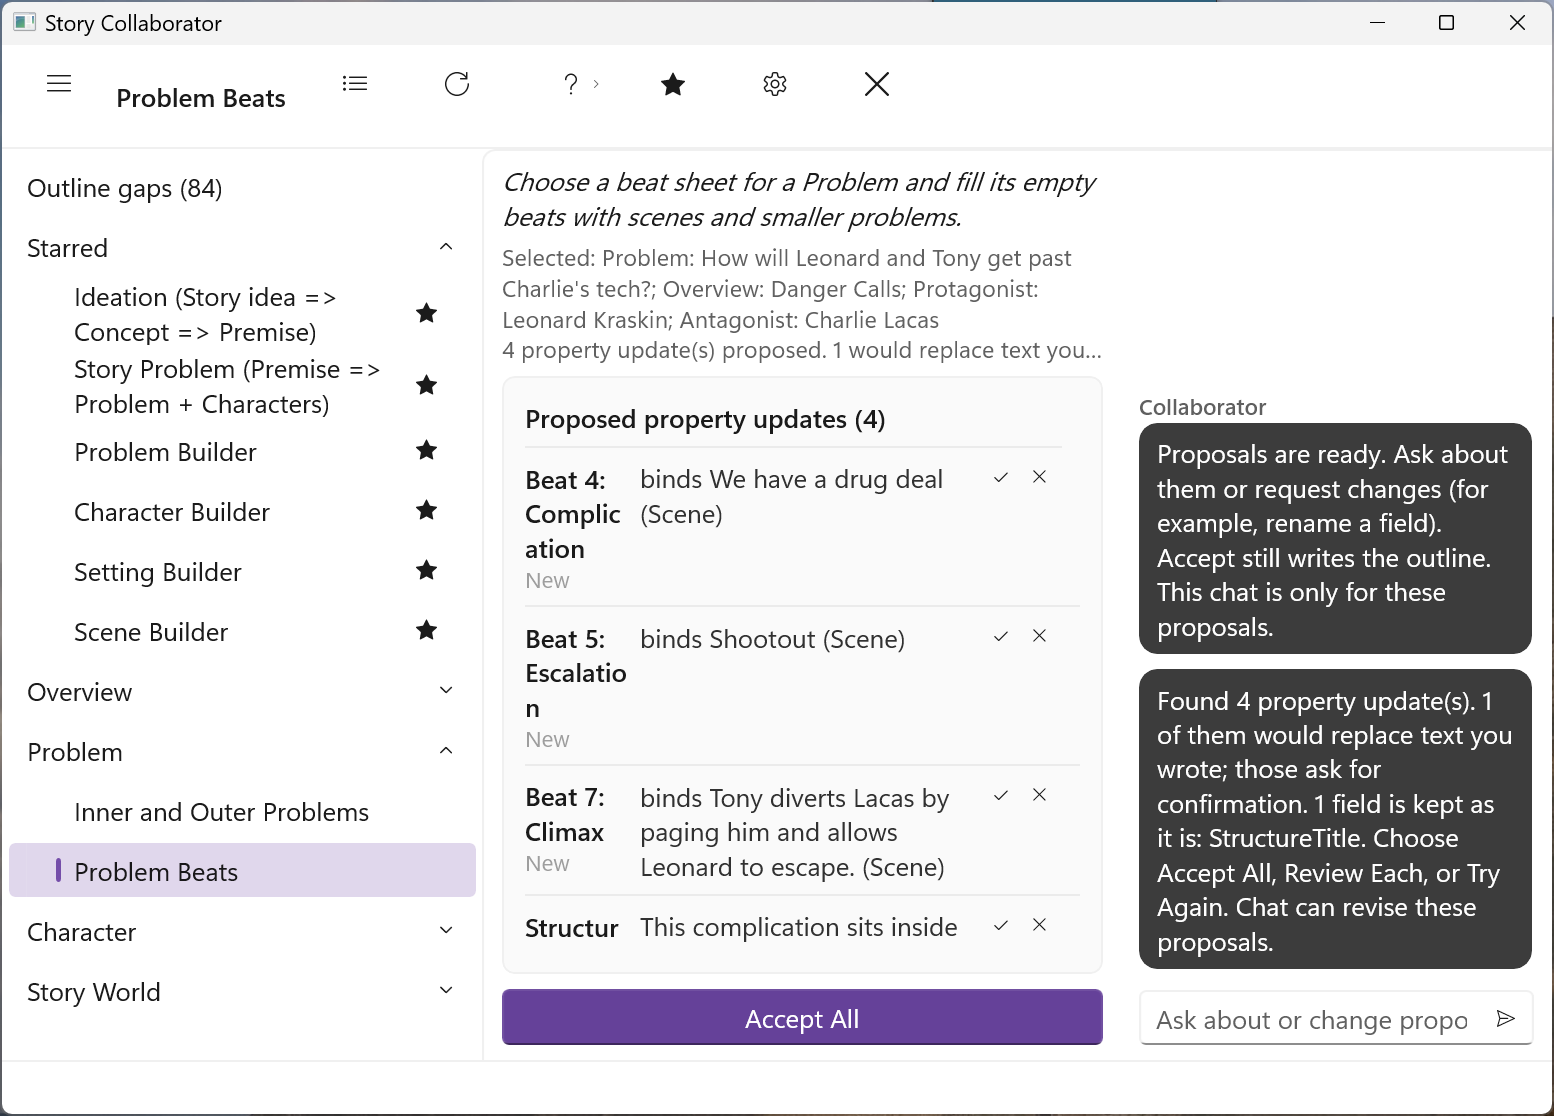 Story Collaborator
Problem Beats
?
Outline gaps (84)
Starred
Ideation (Story idea =>
Concept => Premise)
Story Problem (Premise =>
Problem + Characters)
Problem Builder
Character Builder
Setting Builder
Scene Builder
Overview
Problem
Inner and Outer Problems
Problem Beats
Character
Story World
Choose a beat sheet for a Problem and fill its empty
beats with scenes and smaller problems.
Selected: Problem: How will Leonard and Tony get past
Charlie's tech?; Overview: Danger Calls; Protagonist:
Leonard Kraskin; Antagonist: Charlie Lacas
4 property update(s) proposed. 1 would replace text you...
Proposed property updates (4)
Beat 4:
Complic
ation
New
binds We have a drug deal
(Scene)
Beat 5:
Escalatio
n
New
binds Shootout (Scene)
Beat 7:
Climax
New
binds Tony diverts Lacas by
paging him and allows
Leonard to escape. (Scene)
Structur
This complication sits inside
Accept All
Collaborator
Proposals are ready. Ask about
them or request changes (for
example, rename a field).
Accept still writes the outline.
This chat is only for these
proposals.
Found 4 property update(s). 1
of them would replace text you
wrote; those ask for
confirmation. 1 field is kept as
it is: StructureTitle. Choose
Accept All, Review Each, or Try
Again. Chat can revise these
proposals.
Ask about or change propo